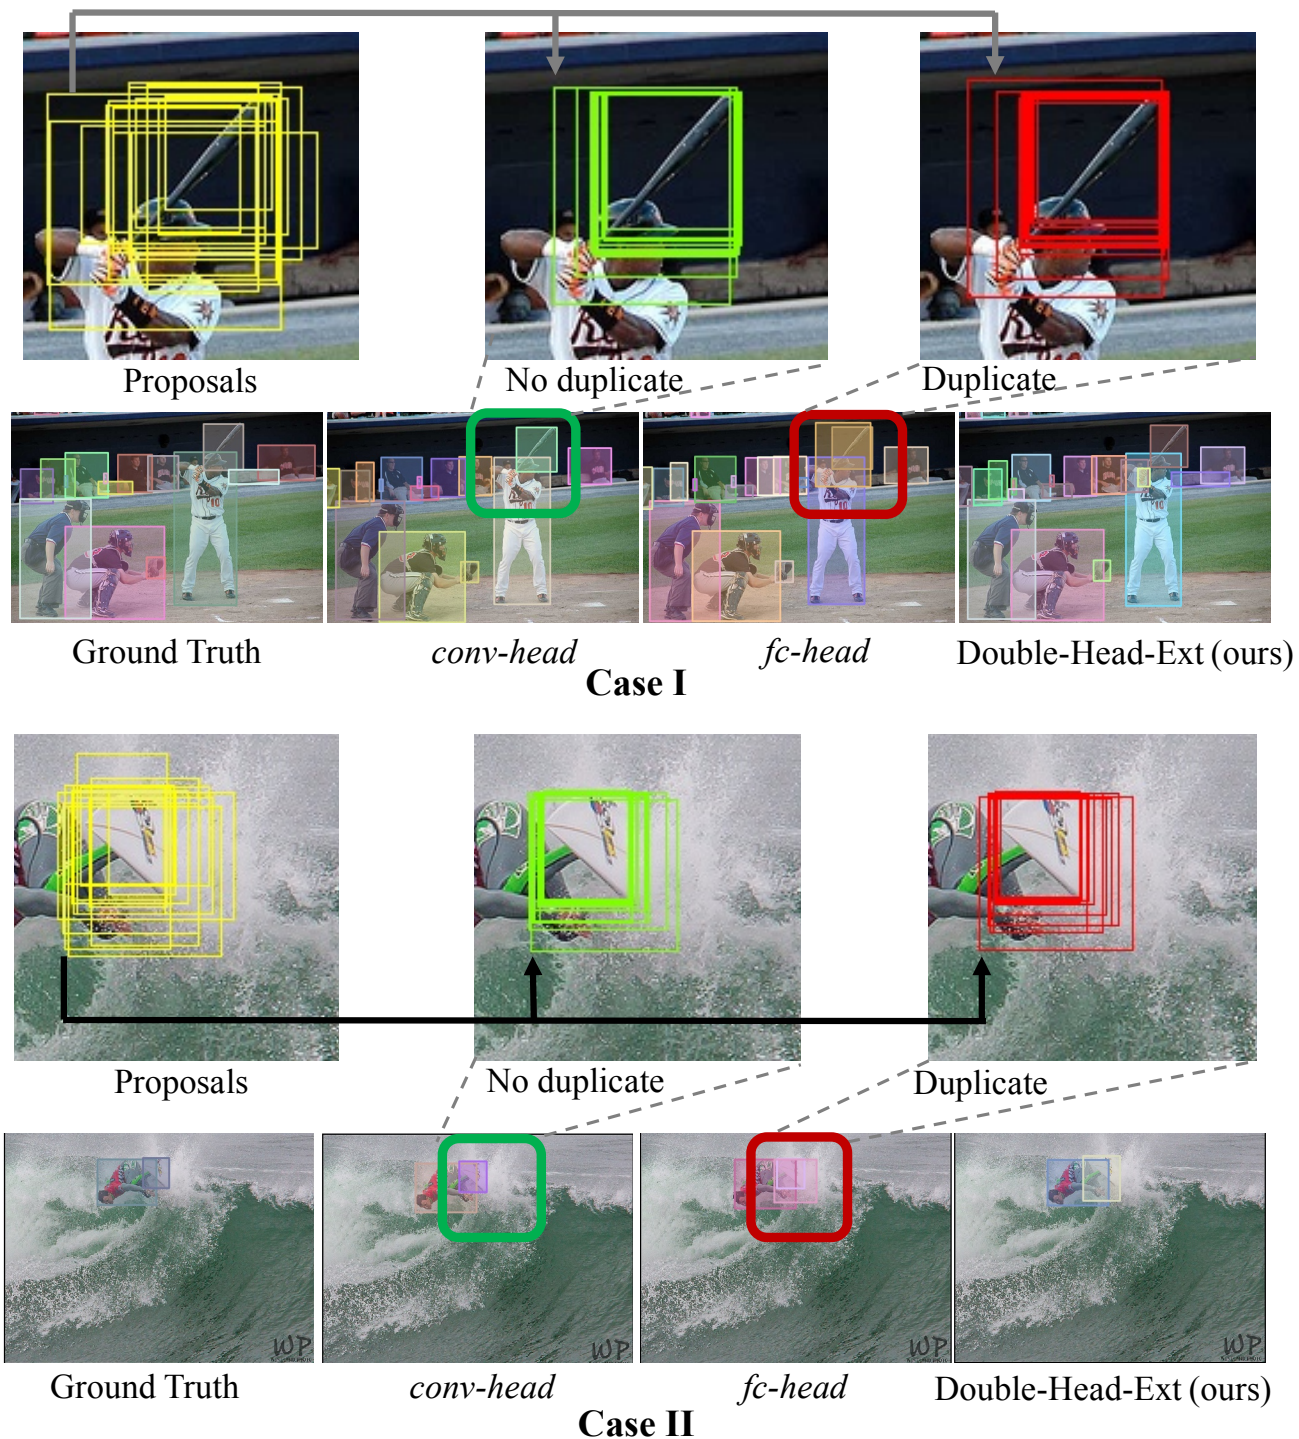 Proposals
No duplicate
Duplicate
Ground Truth
conv-head
fc-head
Double-Head-Ext (ours)
Case I
Proposals
No duplicate
Duplicate
WP
WP
WP
WP
Ground Truth
conv-head
fc-head
Double-Head-Ext (ours)
Case II